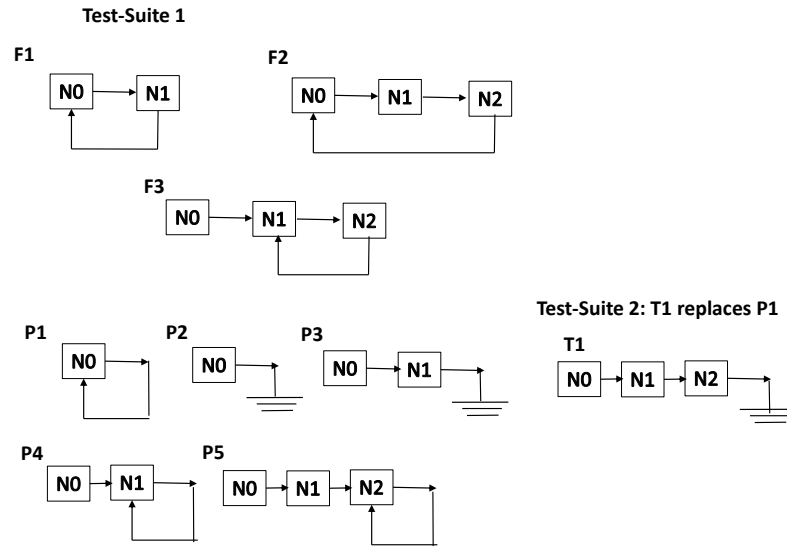 Test-Suite 1
F1
F2
N0
N1
N0
N1
N2
F3
N0
N1
N2
Test-Suite 2: T1 replaces P1
P1
P2
P3
T1
N0
N0
N0
N1
N0
N1
N2
P4
P5
N0
N1
N0
N1
N2